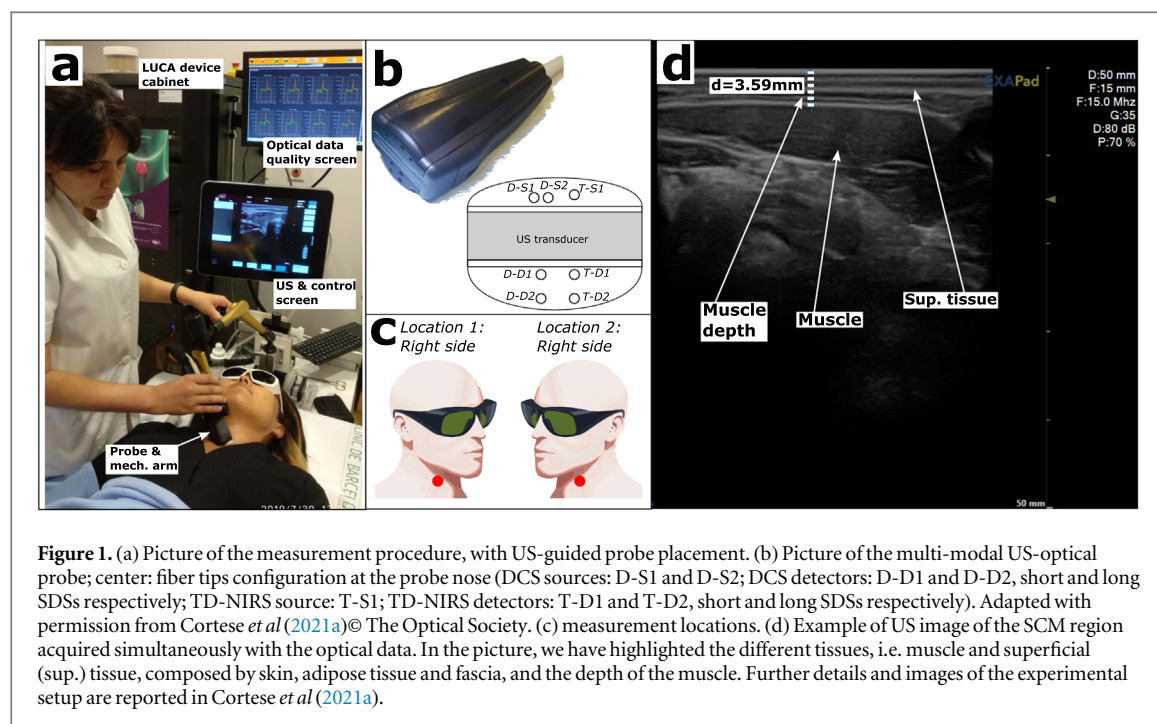 a
LUCA device
cabinet
Optical data
quality screen
US & control
screen
Probe &
mech. arm
b
D-S1
D-S2
T-S1
US transducer
D-D1
T-D1
D-D2
T-D2
c
Location 1:
Right side
Location 2:
Right side
d
d=3.59mm
EXAPad
D:50 mm
F:15 mm
F:15.0 Mhz
G:35
D:80 dB
P:70 %
Muscle
depth
Muscle
Sup. tissue
50 mm
Figure 1. (a) Picture of the measurement procedure, with US-guided probe placement. (b) Picture of the multi-modal US-optical
probe; center: fiber tips configuration at the probe nose (DCS sources: D-S1 and D-S2; DCS detectors: D-D1 and D-D2, short and long
SDSs respectively; TD-NIRS source: T-S1; TD-NIRS detectors: T-D1 and T-D2, short and long SDSs respectively). Adapted with
permission from Cortese et al (2021a)© The Optical Society. (c) measurement locations. (d) Example of US image of the SCM region
acquired simultaneously with the optical data. In the picture, we have highlighted the different tissues, i.e. muscle and superficial
(sup.) tissue, composed by skin, adipose tissue and fascia, and the depth of the muscle. Further details and images of the experimental
setup are reported in Cortese et al (2021a).